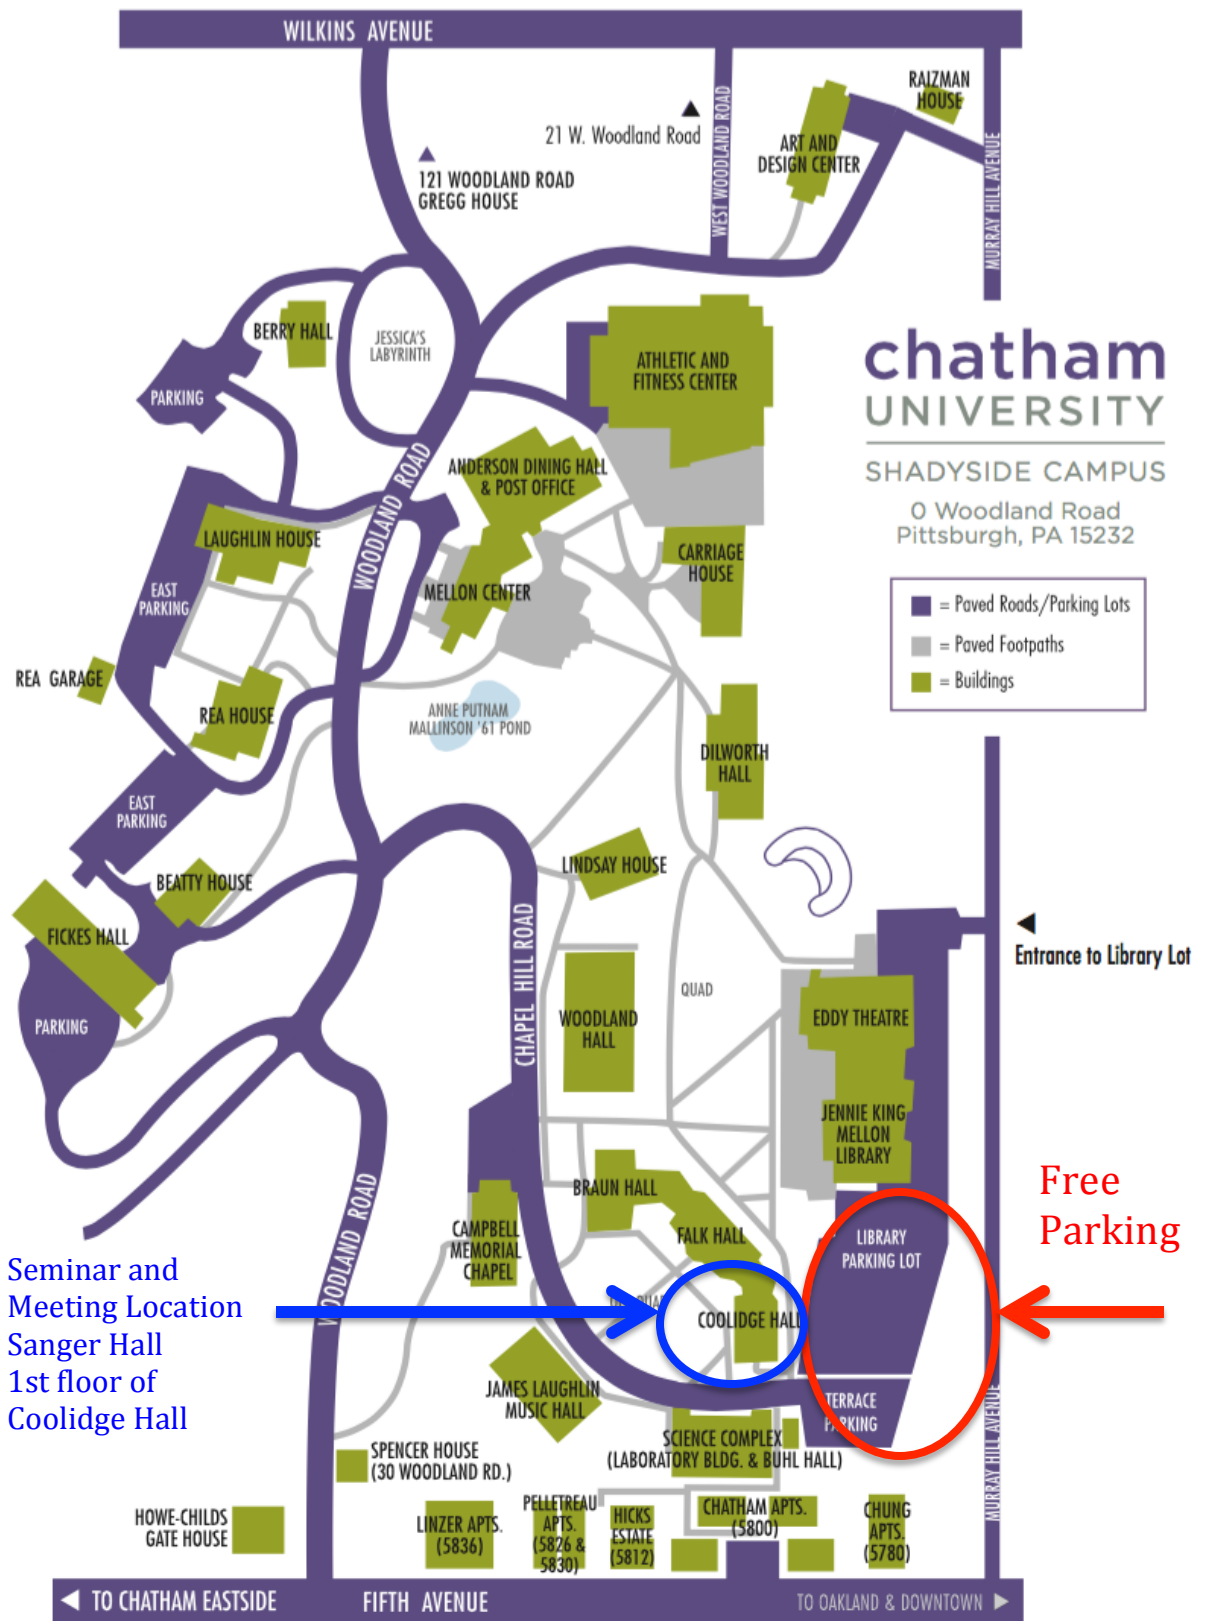 WILKINS AVENUE
RAIZMAN
HOUSE
21 W. Woodland Road
WEST WOODLAND ROAD
ART AND
DESIGN CENTER
MURRAY HILL AVENUE
121 WOODLAND ROAD
GREGG HOUSE
BERRY HALL
JESSICA'S
LABYRINTH
ATHLETIC AND
FITNESS CENTER
chatham
UNIVERSITY
SHADYSIDE CAMPUS
0 Woodland Road
Pittsburgh, PA 15232
PARKING
WOODLAND ROAD
ANDERSON DINING HALL
& POST OFFICE
LAUGHLIN HOUSE
CARRIAGE
HOUSE
MELLON CENTER
EAST
PARKING
= Paved Roads/Parking Lots
= Paved Footpaths
= Buildings
REA GARAGE
REA HOUSE
ANNE PUTNAM
MALLINSON '61 POND
DILWORTH
HALL
EAST
PARKING
LINDSAY HOUSE
BEATTY HOUSE
FICKES HALL
CHAPEL HILL ROAD
Entrance to Library Lot
QUAD
PARKING
WOODLAND
HALL
EDDY THEATRE
JENNIE KING
MELLON
LIBRARY
BRAUN HALL
Free
Parking
WOODLAND ROAD
CAMPBELL
MEMORIAL
CHAPEL
FALK HALL
LIBRARY
PARKING LOT
Seminar and
Meeting Location
Sanger Hall
1st floor of
Coolidge Hall
COOLIDGE HALL
JAMES LAUGHLIN
MUSIC HALL
TERRACE
PARKING
MURRAY HILL AVENUE
SCIENCE COMPLEX
(LABORATORY BLDG. & BUHL HALL)
SPENCER HOUSE
(30 WOODLAND RD.)
HOWE-CHILDS
GATE HOUSE
LINZER APTS.
(5836)
PELLETREAU
APTS.
(5826 &
5830)
HICKS
ESTATE
(5812)
CHATHAM APTS.
(5800)
CHUNG
APTS.
(5780)
TO CHATHAM EASTSIDE
FIFTH AVENUE
TO OAKLAND & DOWNTOWN